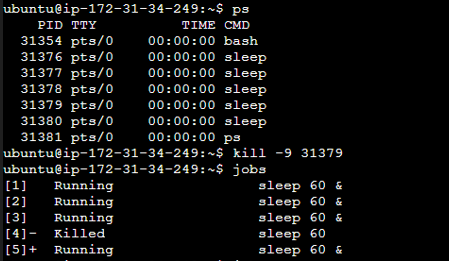 ubuntu@ip-172-31-34-249:~$ ps
    PID TTY          TIME CMD
  31354 pts/0    00:00:00 bash
  31376 pts/0    00:00:00 sleep
  31377 pts/0    00:00:00 sleep
  31378 pts/0    00:00:00 sleep
  31379 pts/0    00:00:00 sleep
  31380 pts/0    00:00:00 sleep
  31381 pts/0    00:00:00 ps
ubuntu@ip-172-31-34-249:~$ kill -9 31379
ubuntu@ip-172-31-34-249:~$ jobs
[1]   Running                 sleep 60 &
[2]   Running                 sleep 60 &
[3]   Running                 sleep 60 &
[4]-  Killed                  sleep 60
[5]+  Running                 sleep 60 &